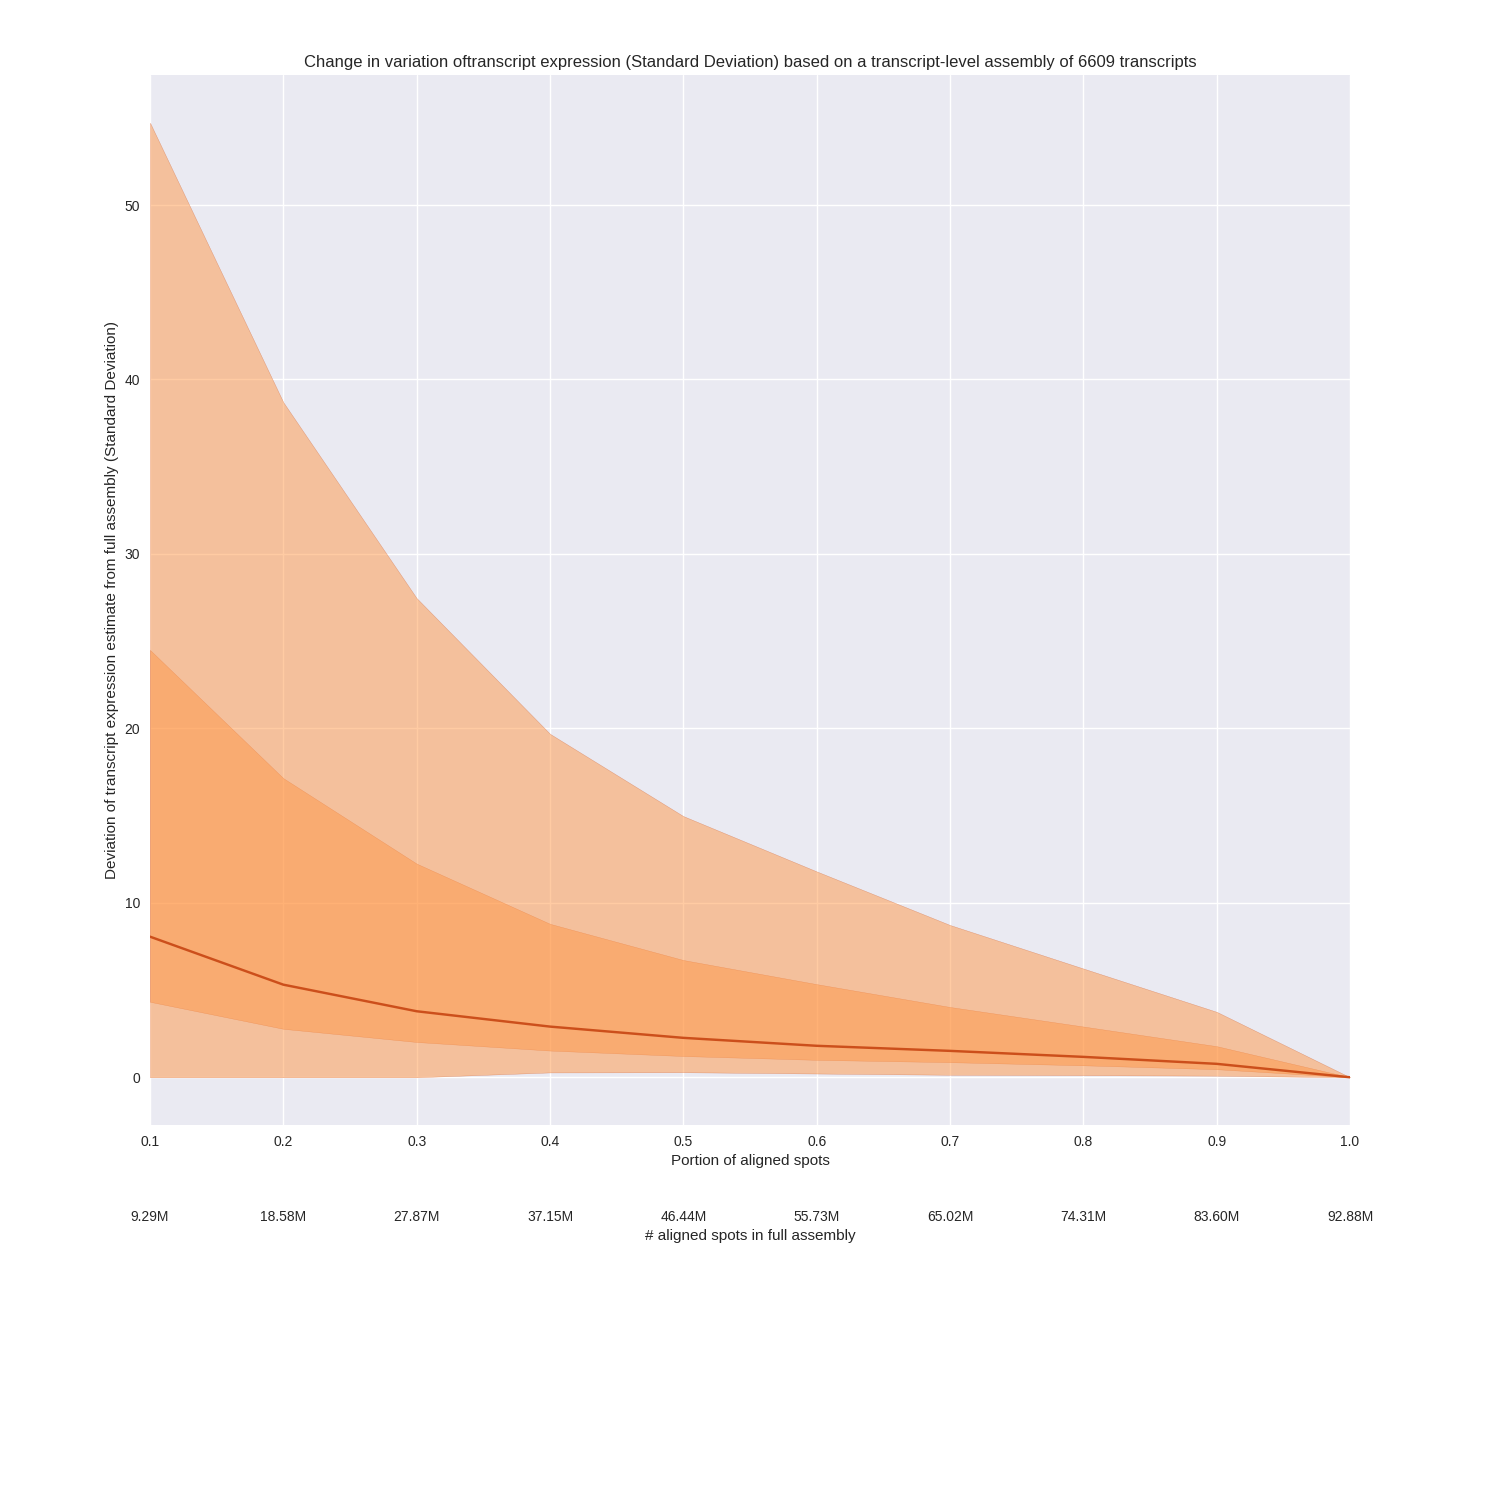 Change in variation oftranscript expression (Standard Deviation) based on a transcript-level assembly of 6609 transcripts
Deviation of transcript expression estimate from full assembly (Standard Deviation)
50
40
30
20
10
0
0.1 0.2 0.3 0.4 0.5 0.6 0.7 0.8 0.9 1.0
Portion of aligned spots
9.29M 18.58M 27.87M 37.15M 46.44M 55.73M 65.02M 74.31M 83.60M 92.88M
# aligned spots in full assembly